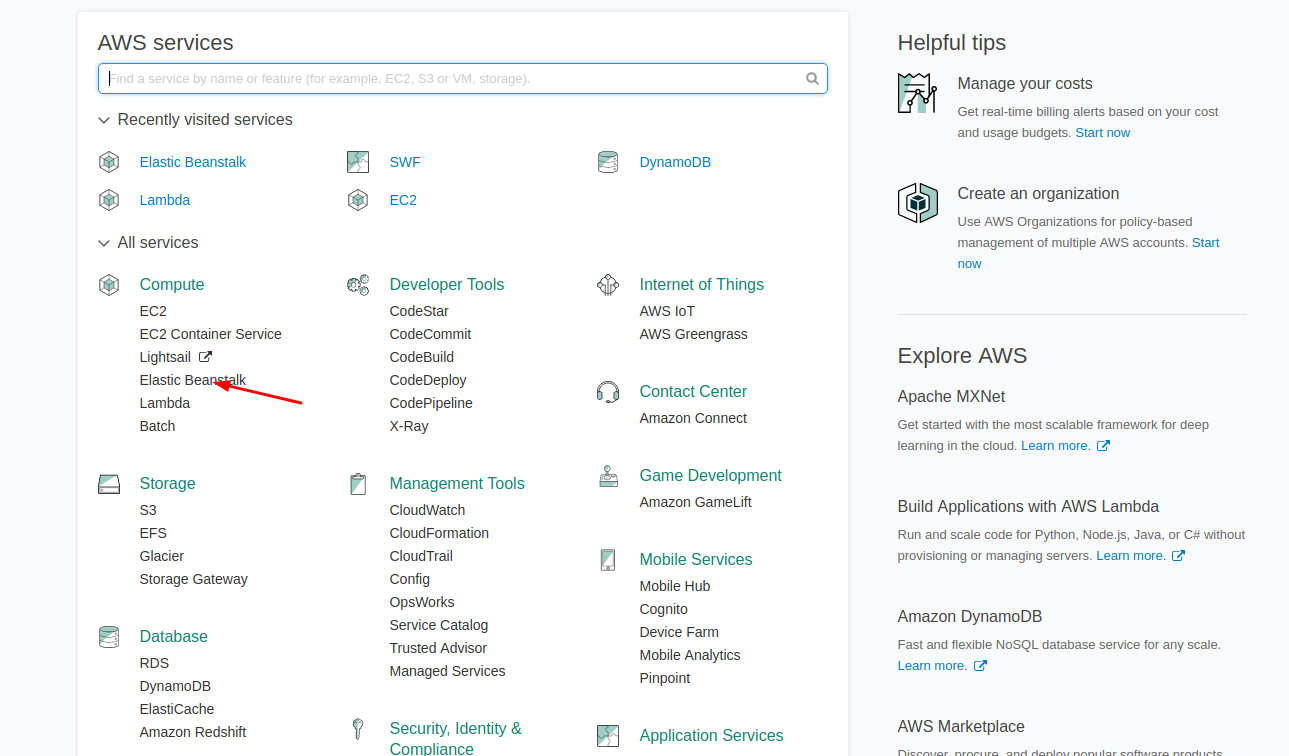 AWS services
Find a service by name or feature (for example, EC2, S3 or VM, storage).
Recently visited services
Elastic Beanstalk
SWF
DynamoDB
Lambda
EC2
All services
Compute
EC2
EC2 Container Service
Lightsail
Elastic Beanstalk
Lambda
Batch
Storage
S3
EFS
Glacier
Storage Gateway
Database
RDS
DynamoDB
ElastiCache
Amazon Redshift
Developer Tools
CodeStar
CodeCommit
CodeBuild
CodeDeploy
CodePipeline
X-Ray
Management Tools
CloudWatch
CloudFormation
CloudTrail
Config
OpsWorks
Service Catalog
Trusted Advisor
Managed Services
Security, Identity &
Compliance
Internet of Things
AWS IoT
AWS Greengrass
Contact Center
Amazon Connect
Game Development
Amazon GameLift
Mobile Services
Mobile Hub
Cognito
Device Farm
Mobile Analytics
Pinpoint
Application Services
Helpful tips
Manage your costs
Get real-time billing alerts based on your cost
and usage budgets. Start now
Create an organization
Use AWS Organizations for policy-based
management of multiple AWS accounts. Start
now
Explore AWS
Apache MXNet
Get started with the most scalable framework for deep
learning in the cloud. Learn more.
Build Applications with AWS Lambda
Run and scale code for Python, Node.js, Java, or C# without
provisioning or managing servers. Learn more.
Amazon DynamoDB
Fast and flexible NoSQL database service for any scale.
Learn more.
AWS Marketplace
Discover, procure, and deploy popular software products